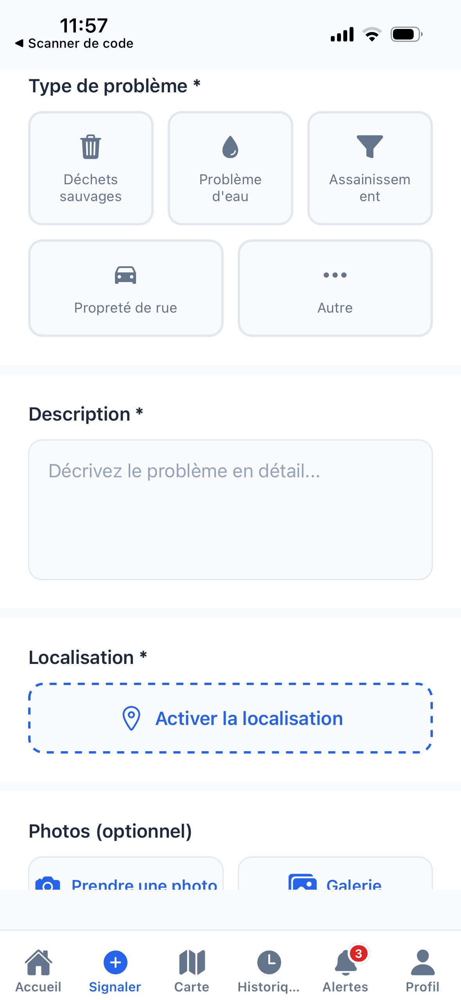 11:57
◀ Scanner de code
Type de problème *
Déchets
sauvages
Problème
d'eau
Assainissem
ent
Propreté de rue
Autre
Description *
Décrivez le problème en détail...
Localisation *
Activer la localisation
Photos (optionnel)
Prendre une photo
Galerie
3
Accueil
Signaler
Carte
Historiq...
Alertes
Profil